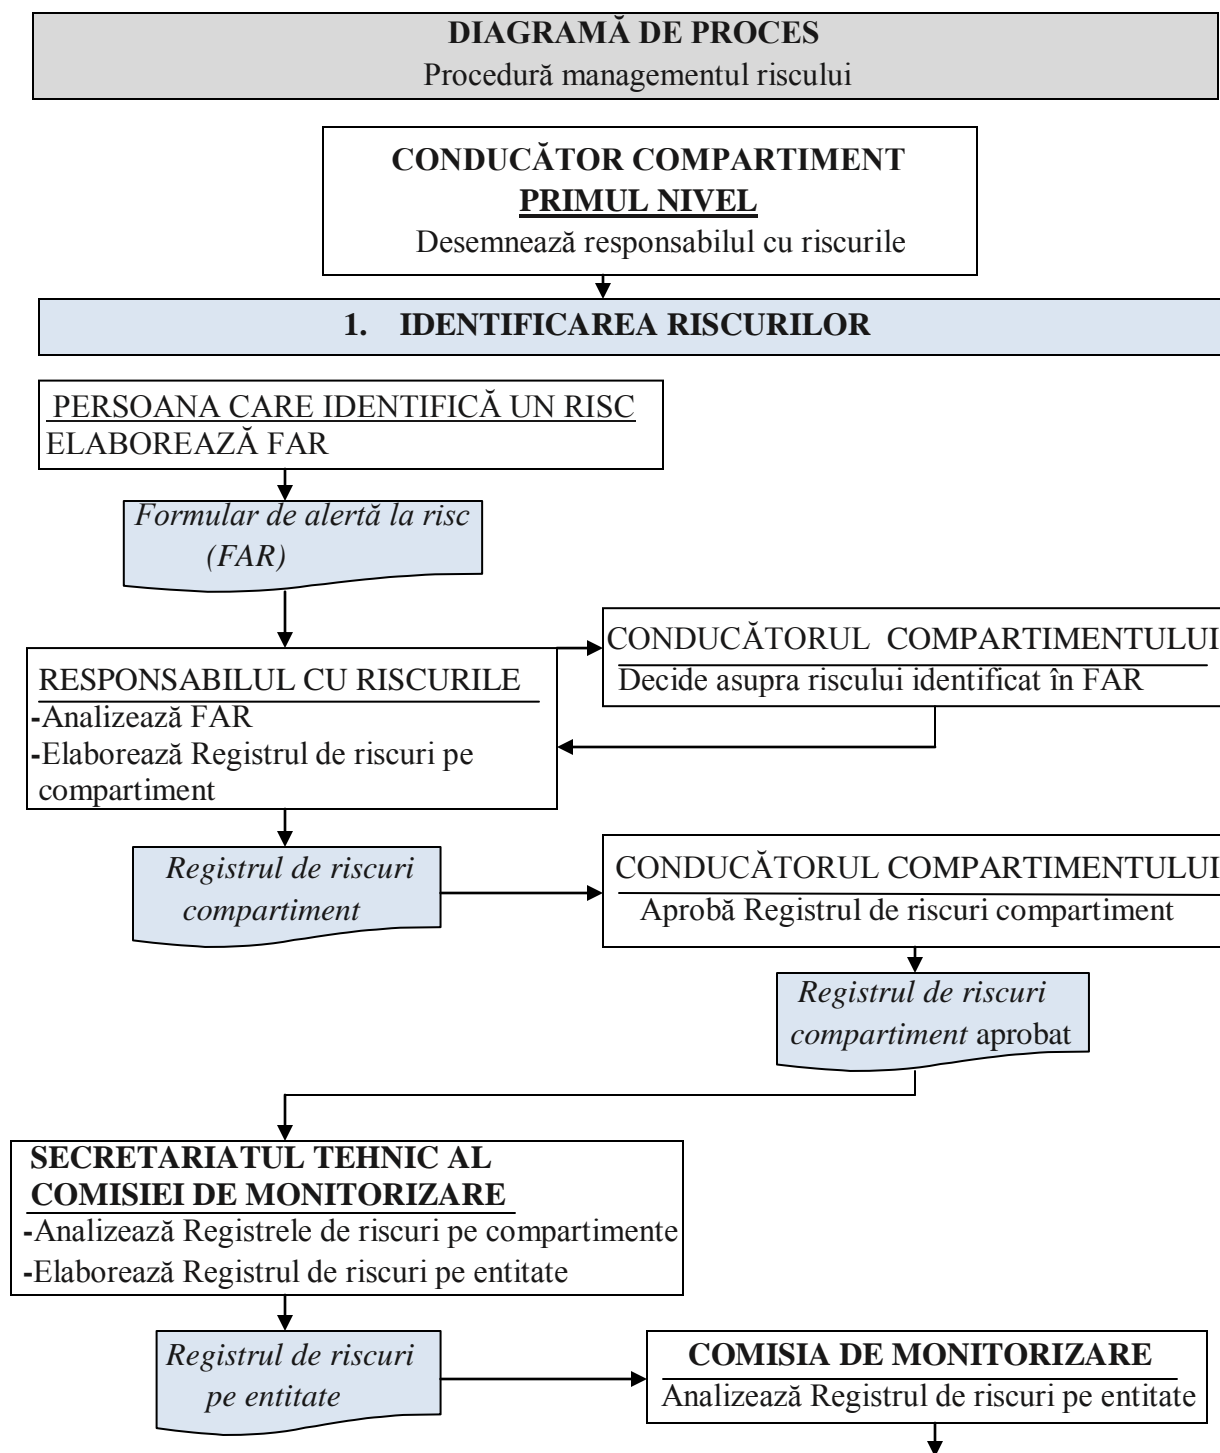 DIAGRAMĂ DE PROCES
Procedură managementul riscului
CONDUCĂTOR COMPARTIMENT
PRIMUL NIVEL
Desemnează responsabilul cu riscurile
1. IDENTIFICAREA RISCURILOR
PERSOANA CARE IDENTIFICĂ UN RISC
ELABOREAZĂ FAR
Formular de alertă la risc
(FAR)
CONDUCĂTORUL COMPARTIMENTULUI
Decide asupra riscului identificat în FAR
RESPONSABILUL CU RISCURILE
-Analizează FAR
-Elaborează Registrul de riscuri pe
compartiment
Registrul de riscuri
compartiment
CONDUCĂTORUL COMPARTIMENTULUI
Aprobă Registrul de riscuri compartiment
Registrul de riscuri
compartiment aprobat
SECRETARIATUL TEHNIC AL
COMISIEI DE MONITORIZARE
-Analizează Registrele de riscuri pe compartimente
-Elaborează Registrul de riscuri pe entitate
Registrul de riscuri
pe entitate
COMISIA DE MONITORIZARE
Analizează Registrul de riscuri pe entitate